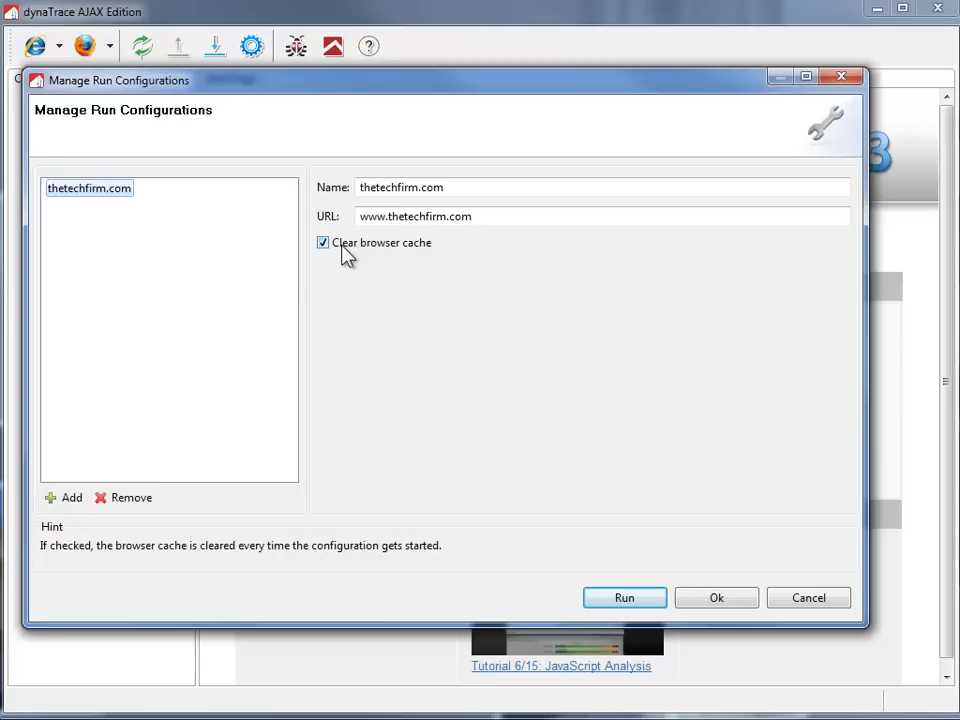 dynaTrace AJAX Edition
Manage Run Configurations
Manage Run Configurations
3
thetechfirm.com
Name: thetechfirm.com
URL: www.thetechfirm.com
Clear browser cache
Add Remove
Hint
If checked, the browser cache is cleared every time the configuration gets started.
Run Ok Cancel
Tutorial 6/15: JavaScript Analysis